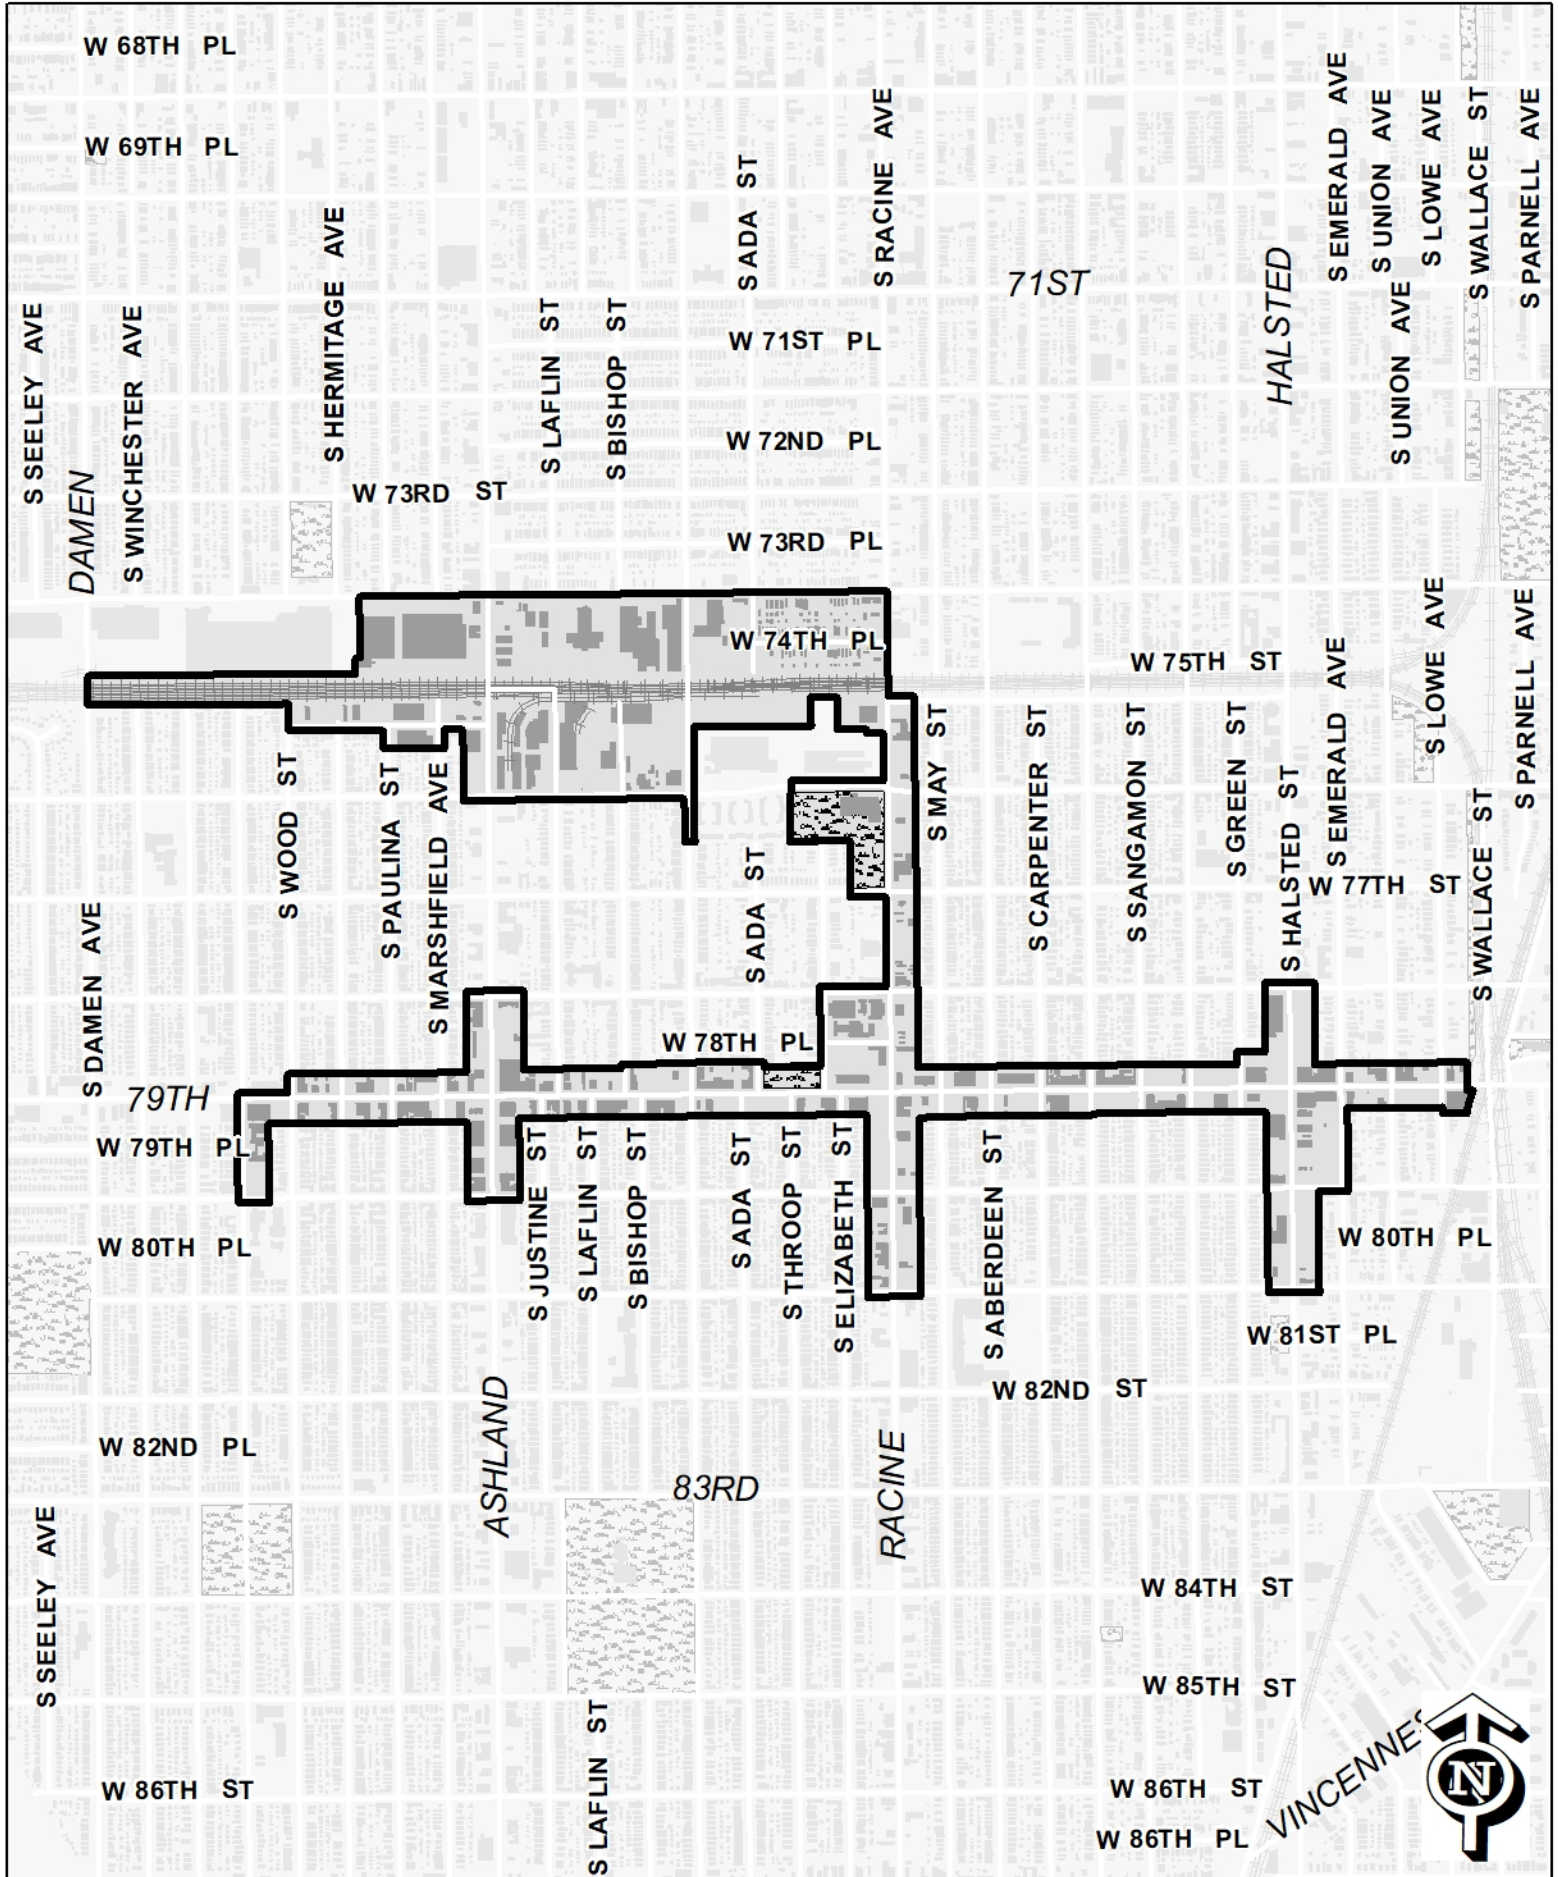 W 68TH PL
S EMERALD AVE
S UNION AVE
S LOWE AVE
S WALLACE ST
S PARNELL AVE
S RACINE AVE
W 69TH PL
S ADA ST
S HERMITAGE AVE
71ST
HALSTED
S UNION AVE
S SEELEY AVE
S WINCHESTER AVE
S LAFLIN ST
S BISHOP ST
W 71ST PL
W 72ND PL
DAMEN
W 73RD ST
W 73RD PL
S LOWE AVE
S PARNELL AVE
W 74TH PL
W 75TH ST
S EMERALD AVE
S MAY ST
S CARPENTER ST
S SANGAMON ST
S GREEN ST
S WOOD ST
S PAULINA ST
S MARSHFIELD AVE
S HALSTED ST
S WALLACE ST
S ADA ST
W 77TH ST
S DAMEN AVE
W 78TH PL
79TH
W 79TH PL
S JUSTINE ST
S LAFLIN ST
S BISHOP ST
S ADA ST
S THROOP ST
S ELIZABETH ST
S ABERDEEN ST
W 80TH PL
W 80TH PL
W 81ST PL
W 82ND ST
ASHLAND
W 82ND PL
RACINE
83RD
S SEELEY AVE
W 84TH ST
W 85TH ST
S LAFLIN ST
VINCENNES
N
W 86TH ST
W 86TH ST
W 86TH PL